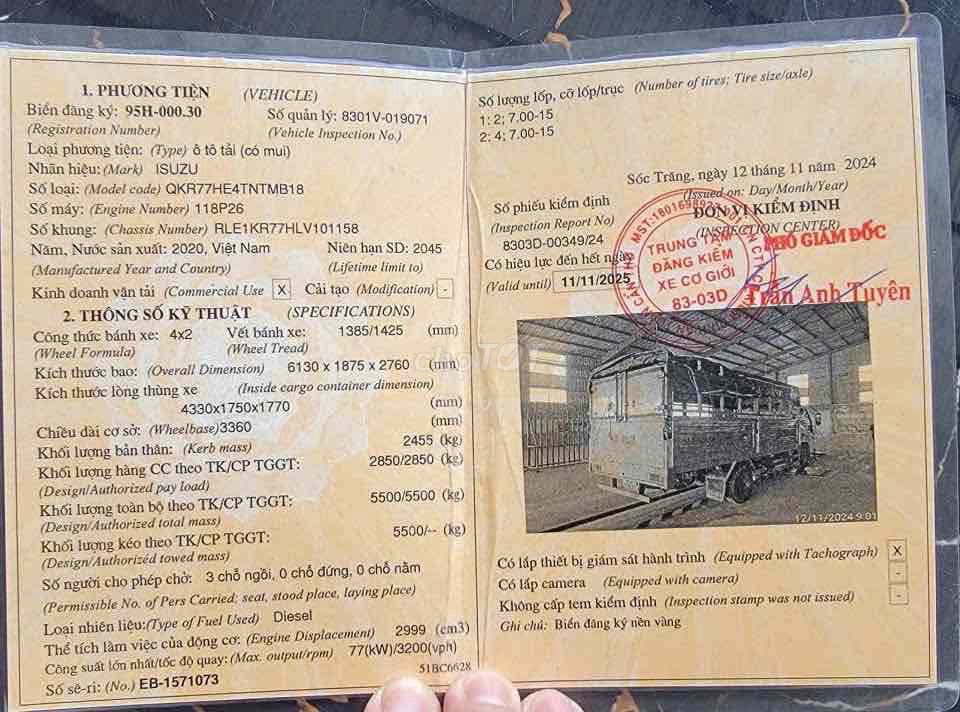 1. PHƯƠNG TIỆN (VEHICLE)
Biển đăng ký: 95H-000.30 Số quản lý: 8301V-019071
(Registration Number) (Vehicle Inspection No.)
Loại phương tiện: (Type) ô tô tải (có mui)
Nhãn hiệu: (Mark) ISUZU
Số loại: (Model code) QKR77HE4TNTMB18
Số máy: (Engine Number) 118P26
Số khung: (Chassis Number) RLE1KR77HLV101158
Năm, Nước sản xuất: 2020, Việt Nam Niên hạn SD: 2045
(Manufactured Year and Country) (Lifetime limit to)
Kinh doanh vận tải (Commercial Use X Cải tạo (Modification) -
2. THÔNG SỐ KỸ THUẬT (SPECIFICATIONS)
Công thức bánh xe: 4x2 Vết bánh xe: 1385/1425 (mm)
(Wheel Formula) (Wheel Tread)
Kích thước bao: (Overall Dimension) 6130 x 1875 x 2760 (mm)
Kích thước lòng thùng xe (Inside cargo container dimension)
4330x1750x1770 (mm)
Chiều dài cơ sở: (Wheelbase) 3360 (mm)
Khối lượng bản thân: (Kerb mass) 2455 (kg)
Khối lượng hàng CC theo TK/CP TGGT: 2850/2850 (kg)
(Design/Authorized pay load)
Khối lượng toàn bộ theo TK/CP TGGT: 5500/5500 (kg)
(Design/Authorized total mass)
Khối lượng kéo theo TK/CP TGGT: 5500/-- (kg)
(Design/Authorizied towed mass)
Số người cho phép chở: 3 chỗ ngồi, 0 chỗ đứng, 0 chỗ nằm
(Permissible No. of Pers Carried: seat, stood place, laying place)
Loại nhiên liệu: (Type of Fuel Used) Diesel
Thể tích làm việc của động cơ: (Engine Displacement) 2999 (cm3)
Công suất lớn nhất/tốc độ quay: (Max. output/rpm) 77(kW)/3200(vph)
Số sê-ri: (No.) EB-1571073 51BC6628
Số lượng lốp, cỡ lốp/trục (Number of tires; Tire size/axle)
1; 2; 7.00-15
2; 4; 7.00-15
Sóc Trăng, ngày 12 tháng 11 năm 2024
(Issued on: Day/Month/Year)
Số phiếu kiểm định ĐƠN VỊ KIỂM ĐỊNH
(Inspection Report No) (INSPECTION CENTER)
8303D-00349/24 PHÓ GIÁM ĐỐC
Có hiệu lực đến hết ngày
(Valid until) 11/11/2025
TRUNG TÂM
ĐĂNG KIỂM
XE CƠ GIỚI
83-03D
Trần Anh Tuyên
chợTỐT
12/11/2024 9:01
Có lắp thiết bị giám sát hành trình (Equipped with Tachograph) X
Có lắp camera (Equipped with camera) -
Không cấp tem kiểm định (Inspection stamp was not issued) -
Ghi chú: Biển đăng ký nền vàng